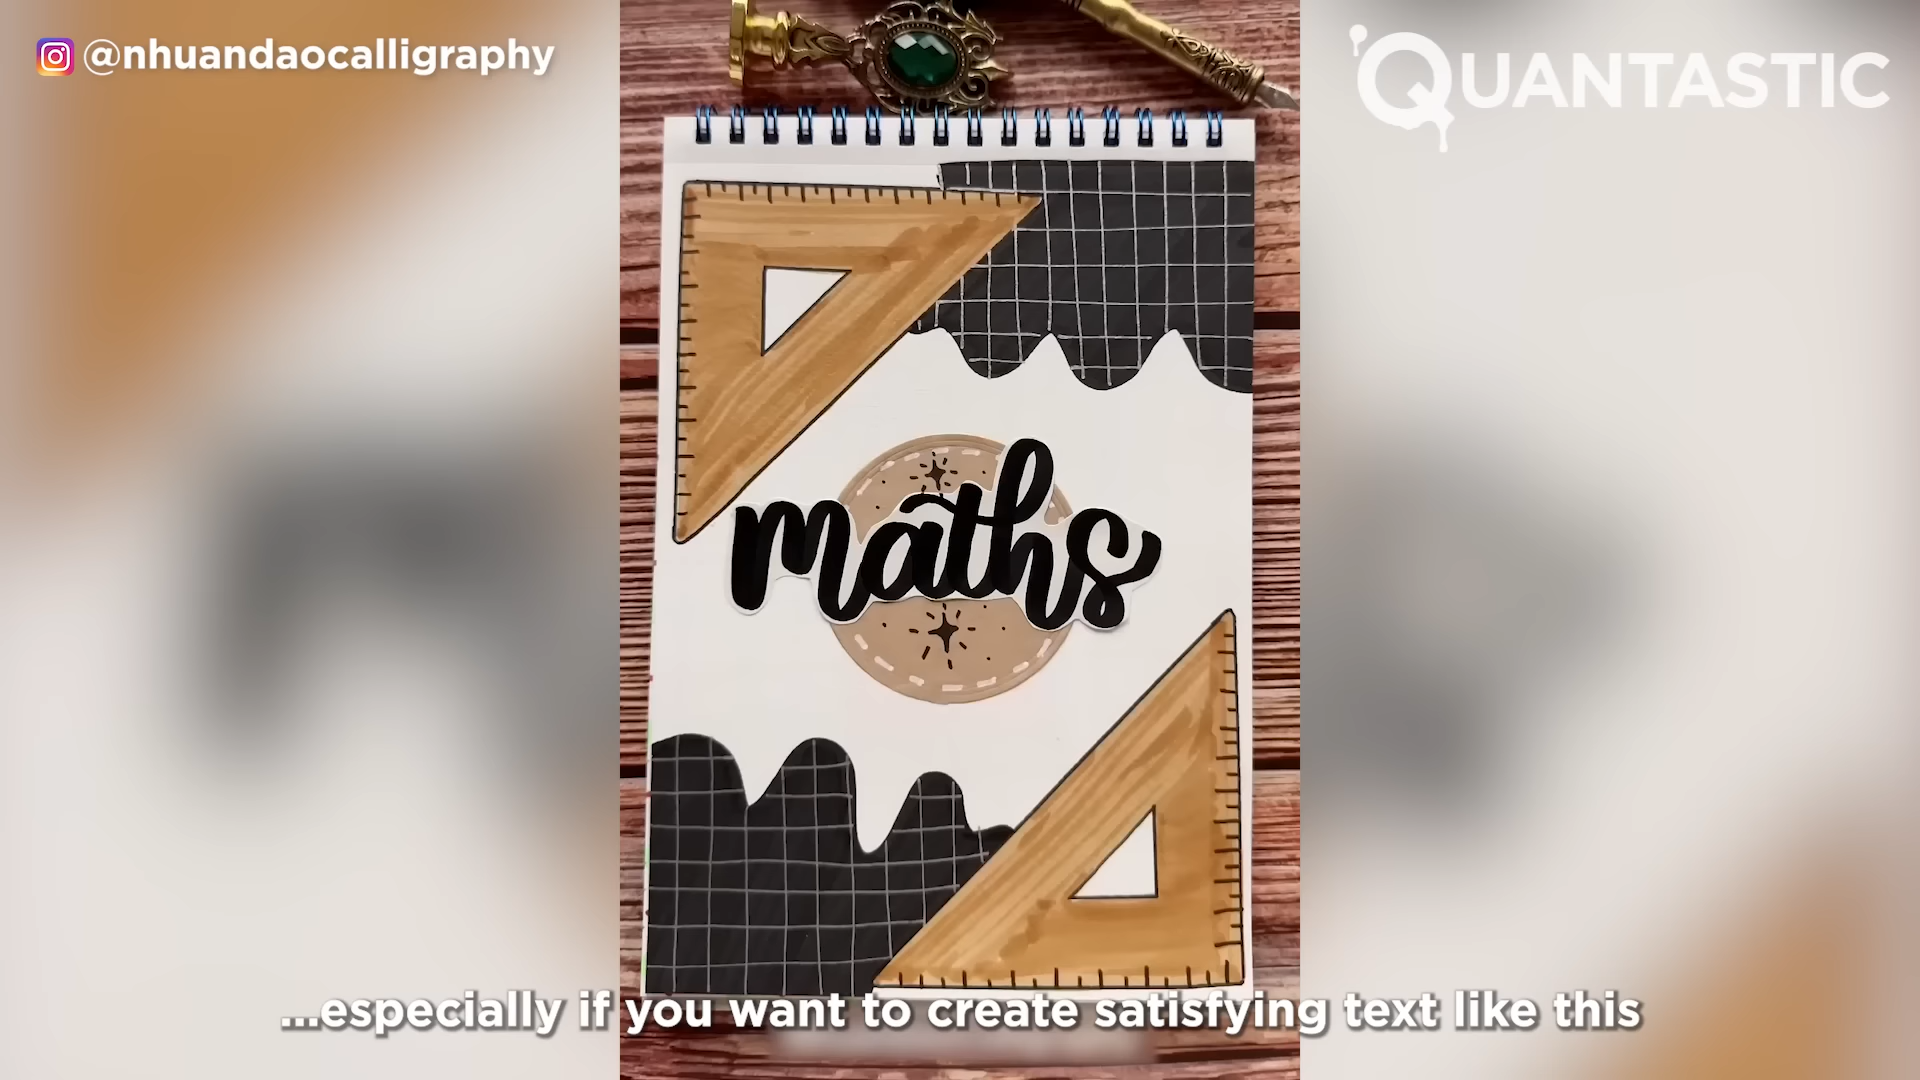 @nhuandaocalligraphy
QUANTASTIC
maths
...especially if you want to create satisfying text like this